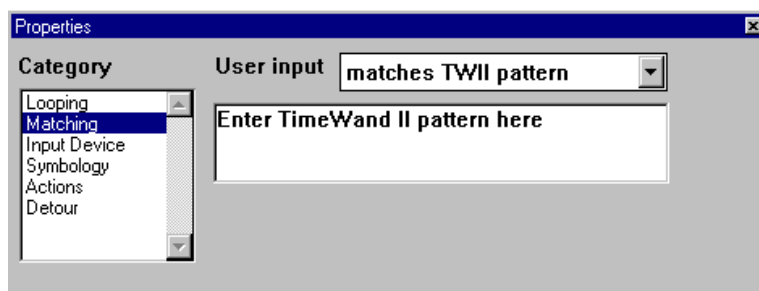 Properties
Category
User input
matches TWII pattern
Looping
Matching
Input Device
Symbology
Actions
Detour
Enter TimeWand II pattern here